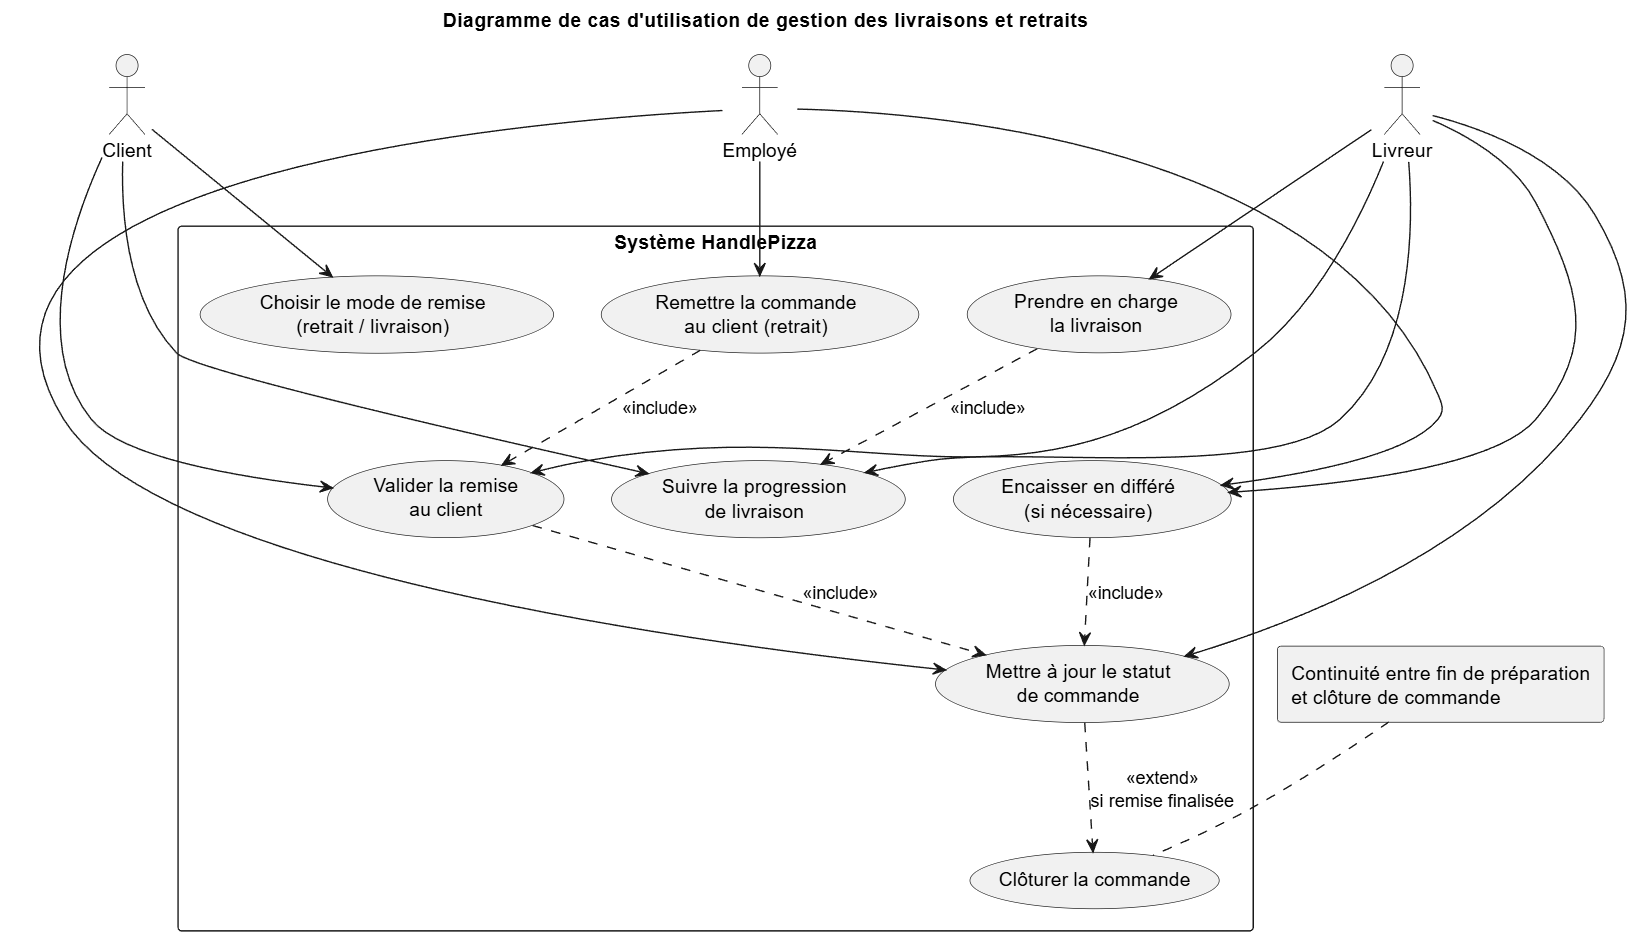 Diagramme de cas d'utilisation de gestion des livraisons et retraits
Client
Employé
Livreur
Système HandlePizza
Choisir le mode de remise
(retrait / livraison)
Remettre la commande
au client (retrait)
Prendre en charge
la livraison
«include»
«include»
Valider la remise
au client
Suivre la progression
de livraison
Encaisser en différé
(si nécessaire)
«include»
«include»
Mettre à jour le statut
de commande
Continuité entre fin de préparation
et clôture de commande
«extend»
si remise finalisée
Clôturer la commande